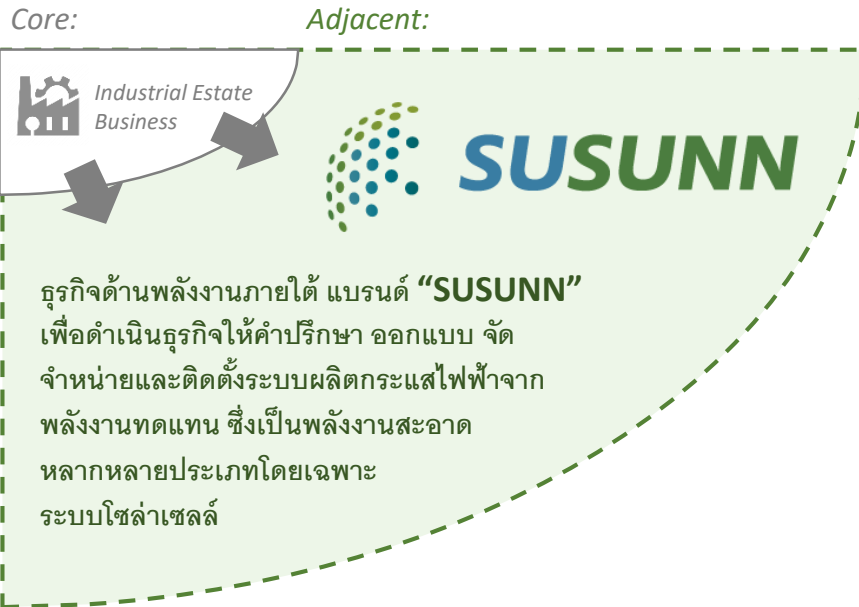 Core:
Adjacent:
Industrial Estate
Business
SUSUNN
ธุรกิจด้านพลังงานภายใต้ แบรนด์ “SUSUNN”
เพื่อดำเนินธุรกิจให้คำปรึกษา ออกแบบ จัด
จำหน่ายและติดตั้งระบบผลิตกระแสไฟฟ้าจาก
พลังงานทดแทน ซึ่งเป็นพลังงานสะอาด
หลากหลายประเภทโดยเฉพาะ
ระบบโซล่าเซลล์